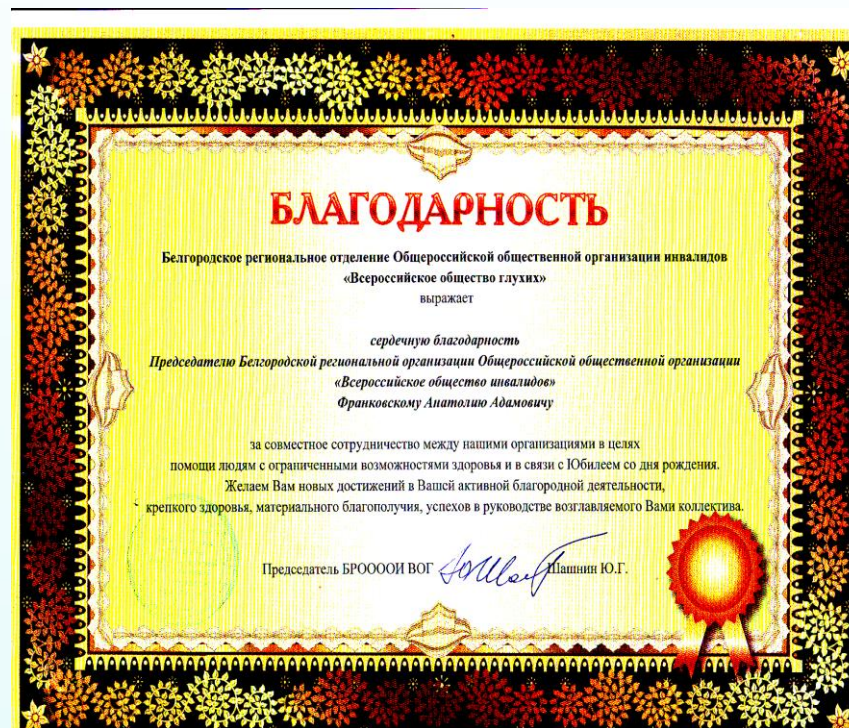 БЛАГОДАРНОСТЬ
Белгородское региональное отделение Общероссийской общественной организации инвалидов
«Всероссийское общество глухих»
выражает
сердечную благодарность
Председателю Белгородской региональной организации Общероссийской общественной организации
«Всероссийское общество инвалидов»
Франковскому Анатолию Адамовичу
за совместное сотрудничество между нашими организациями в целях
помощи людям с ограниченными возможностями здоровья и в связи с Юбилеем со дня рождения.
Желаем Вам новых достижений в Вашей активной благородной деятельности,
крепкого здоровья, материального благополучия, успехов в руководстве возглавляемого Вами коллектива.
Председатель БРООООИ ВОГ Шашнин Ю.Г.